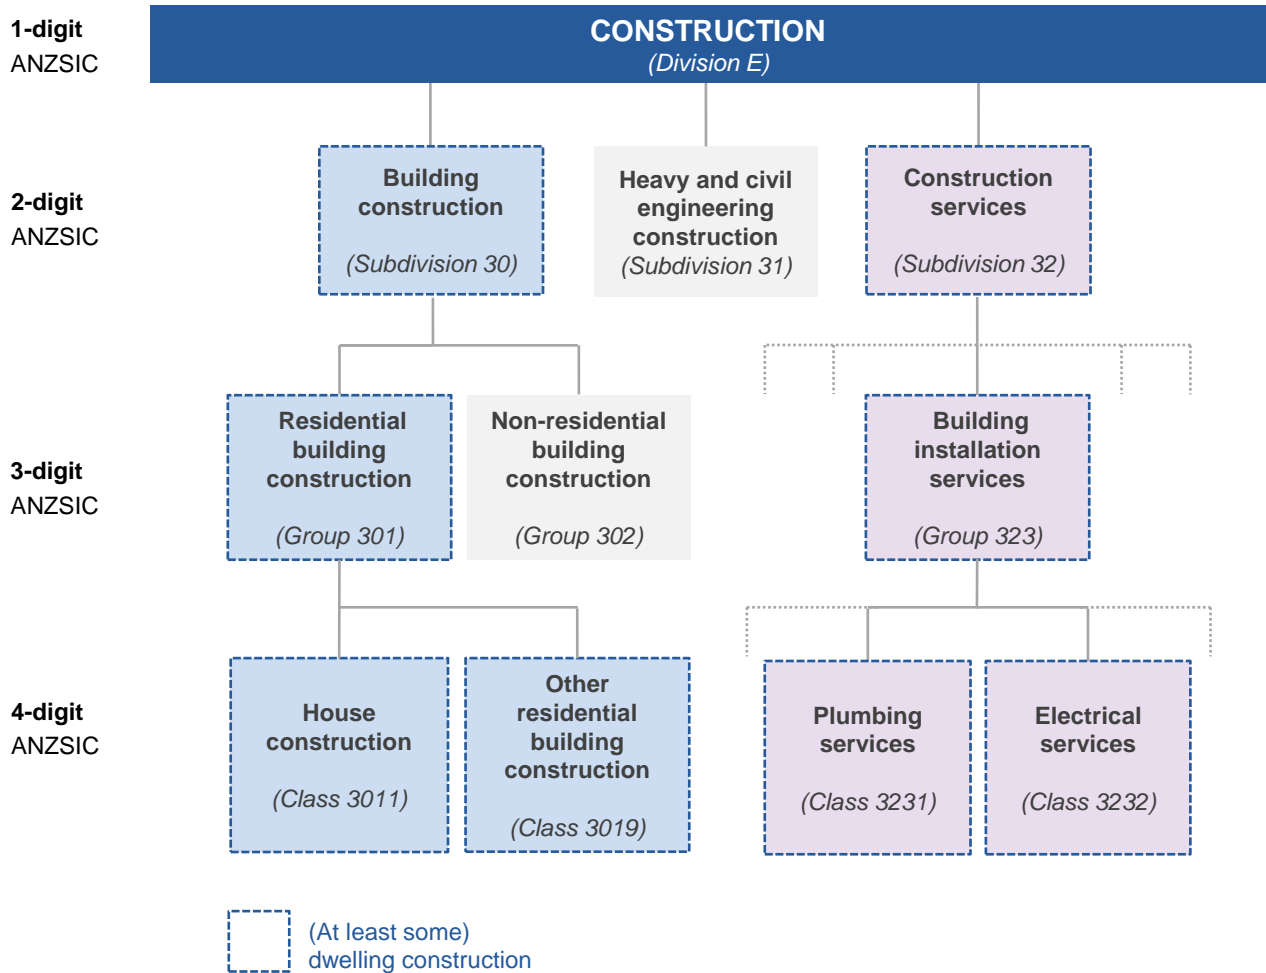 1-digit
ANZSIC
CONSTRUCTION
(Division E)
2-digit
ANZSIC
Building
construction
(Subdivision 30)
Heavy and civil
engineering
construction
(Subdivision 31)
Construction
services
(Subdivision 32)
3-digit
ANZSIC
Residential
building
construction
(Group 301)
Non-residential
building
construction
(Group 302)
Building
installation
services
(Group 323)
4-digit
ANZSIC
House
construction
(Class 3011)
Other
residential
building
construction
(Class 3019)
Plumbing
services
(Class 3231)
Electrical
services
(Class 3232)
(At least some)
dwelling construction